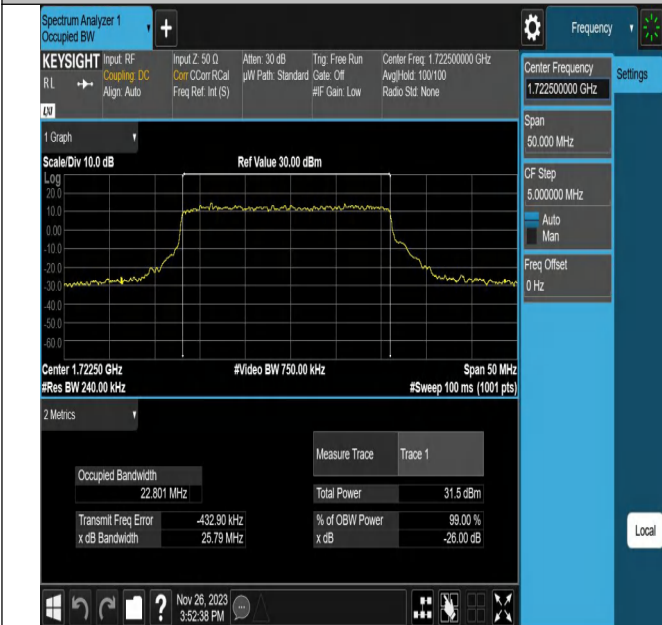 Spectrum Analyzer 1
Occupied BW
+
Frequency
KEYSIGHT
RL
LXI
Input: RF
Coupling: DC
Align: Auto
Input Z: 50 Ω
Corr CCorr RCal
Freq Ref: Int (S)
Atten: 30 dB
µW Path: Standard
Trig: Free Run
Gate: Off
#IF Gain: Low
Center Freq: 1.722500000 GHz
Avg|Hold: 100/100
Radio Std: None
Center Frequency
1.722500000 GHz
Settings
Span
50.000 MHz
CF Step
5.000000 MHz
Auto
Man
Freq Offset
0 Hz
Local
1 Graph
Scale/Div 10.0 dB
Ref Value 30.00 dBm
Log
20.0
10.0
0.00
-10.0
-20.0
-30.0
-40.0
-50.0
-60.0
Center 1.72250 GHz
#Video BW 750.00 kHz
Span 50 MHz
#Res BW 240.00 kHz
#Sweep 100 ms (1001 pts)
2 Metrics
Measure Trace Trace 1
Occupied Bandwidth
22.801 MHz
Total Power 31.5 dBm
Transmit Freq Error -432.90 kHz
% of OBW Power 99.00 %
x dB Bandwidth 25.79 MHz
x dB -26.00 dB
?
Nov 26, 2023
3:52:38 PM